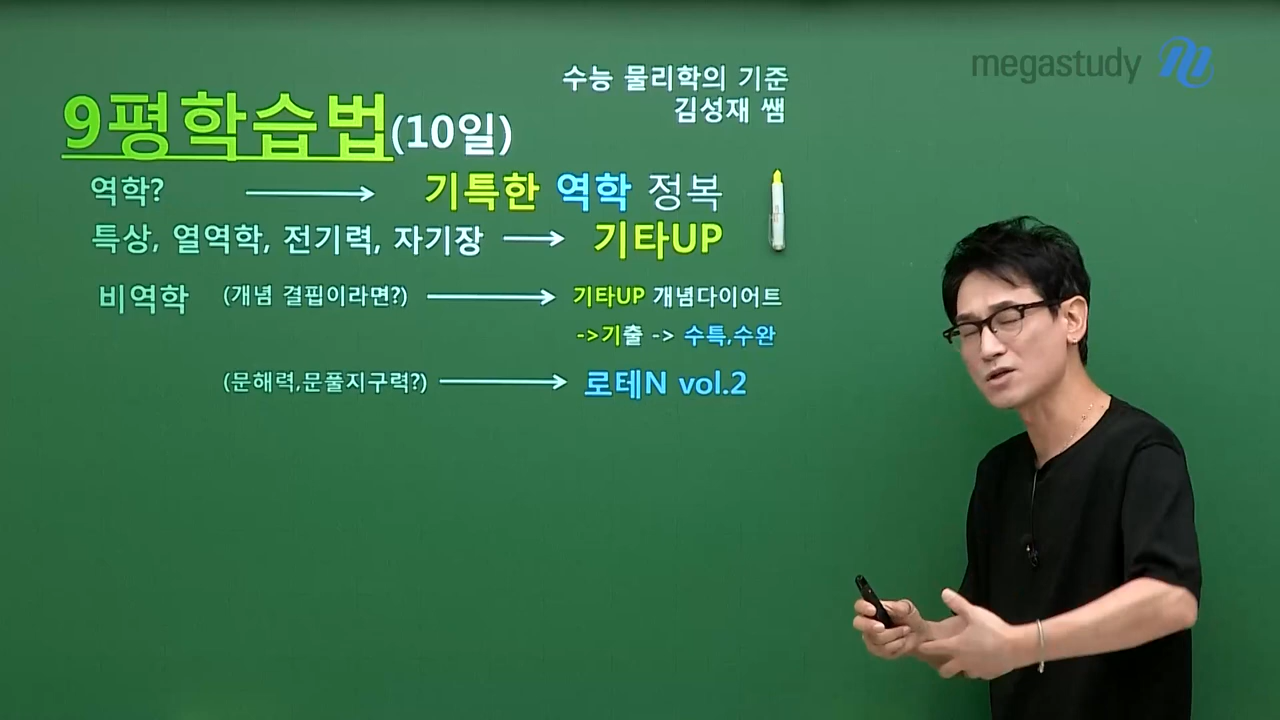 megastudy
수능 물리학의 기준
김성재 쌤
9평학습법(10일)
역학? → 기특한 역학 정복
특상, 열역학, 전기력, 자기장 → 기타UP
비역학 (개념 결핍이라면?) → 기타UP 개념다이어트
->기출 -> 수특,수완
(문해력,문풀지구력?) → 로테N vol.2